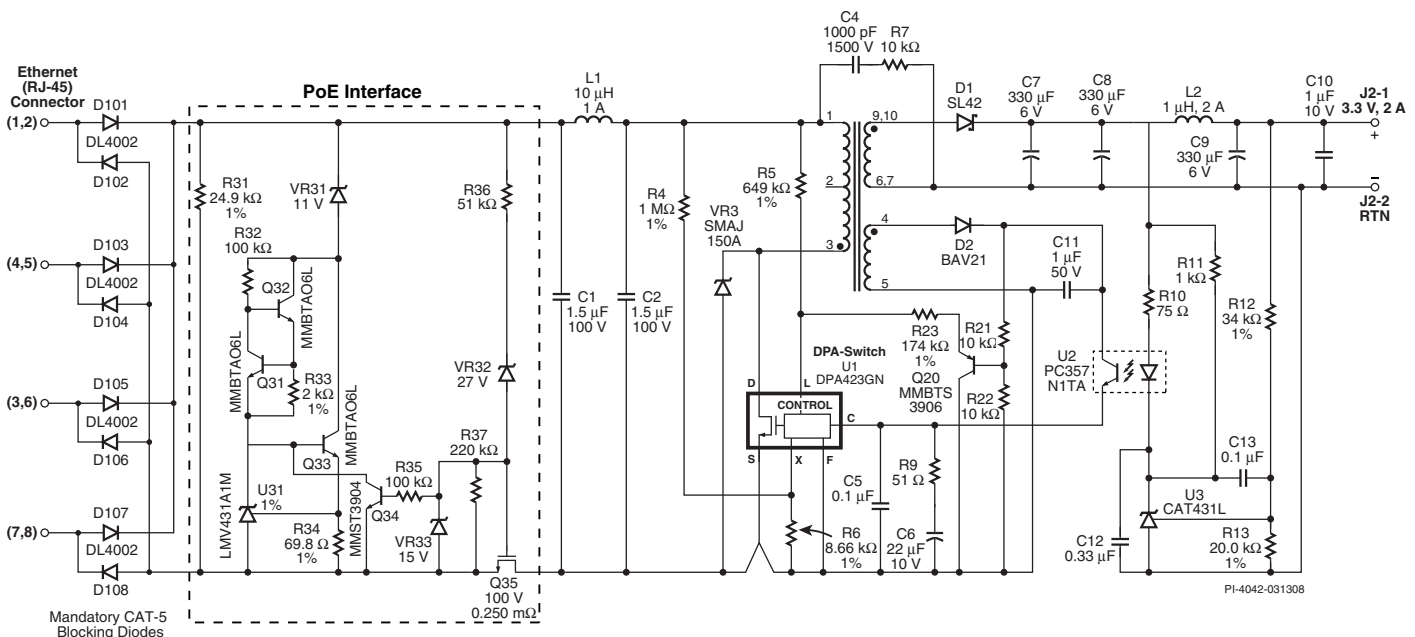 Ethernet
(RJ-45)
Connector
(1,2)
(4,5)
(3,6)
(7,8)
D101
DL4002
D102
D103
DL4002
D104
D105
DL4002
D106
D107
DL4002
D108
Mandatory CAT-5
Blocking Diodes
PoE Interface
R31
24.9 kΩ
1%
VR31
11 V
R32
100 kΩ
Q32
MMBTAO6L
MMBTAO6L
Q31
R33
2 kΩ
1%
MMBTAO6L
Q33
LMV431A1M
U31
1%
R34
69.8 Ω
1%
MMST3904
Q34
R35
100 kΩ
VR33
15 V
R36
51 kΩ
VR32
27 V
R37
220 kΩ
Q35
100 V
0.250 mΩ
L1
10 µH
1 A
C1
1.5 µF
100 V
C2
1.5 µF
100 V
R4
1 MΩ
1%
VR3
SMAJ
150A
R5
649 kΩ
1%
C4
1000 pF
1500 V
R7
10 kΩ
1
2
3
9,10
6,7
4
5
D1
SL42
D2
BAV21
C7
330 µF
6 V
C8
330 µF
6 V
L2
1 µH, 2 A
C9
330 µF
6 V
C10
1 µF
10 V
J2-1
3.3 V, 2 A
+
–
J2-2
RTN
C11
1 µF
50 V
R23
174 kΩ
1%
Q20
MMBTS
3906
R21
10 kΩ
R22
10 kΩ
DPA-Switch
U1
DPA423GN
D
L
CONTROL
C
S
X
F
R6
8.66 kΩ
1%
C5
0.1 µF
R9
51 Ω
C6
22 µF
10 V
U2
PC357
N1TA
R10
75 Ω
R11
1 kΩ
R12
34 kΩ
1%
C13
0.1 µF
U3
CAT431L
C12
0.33 µF
R13
20.0 kΩ
1%
PI-4042-031308